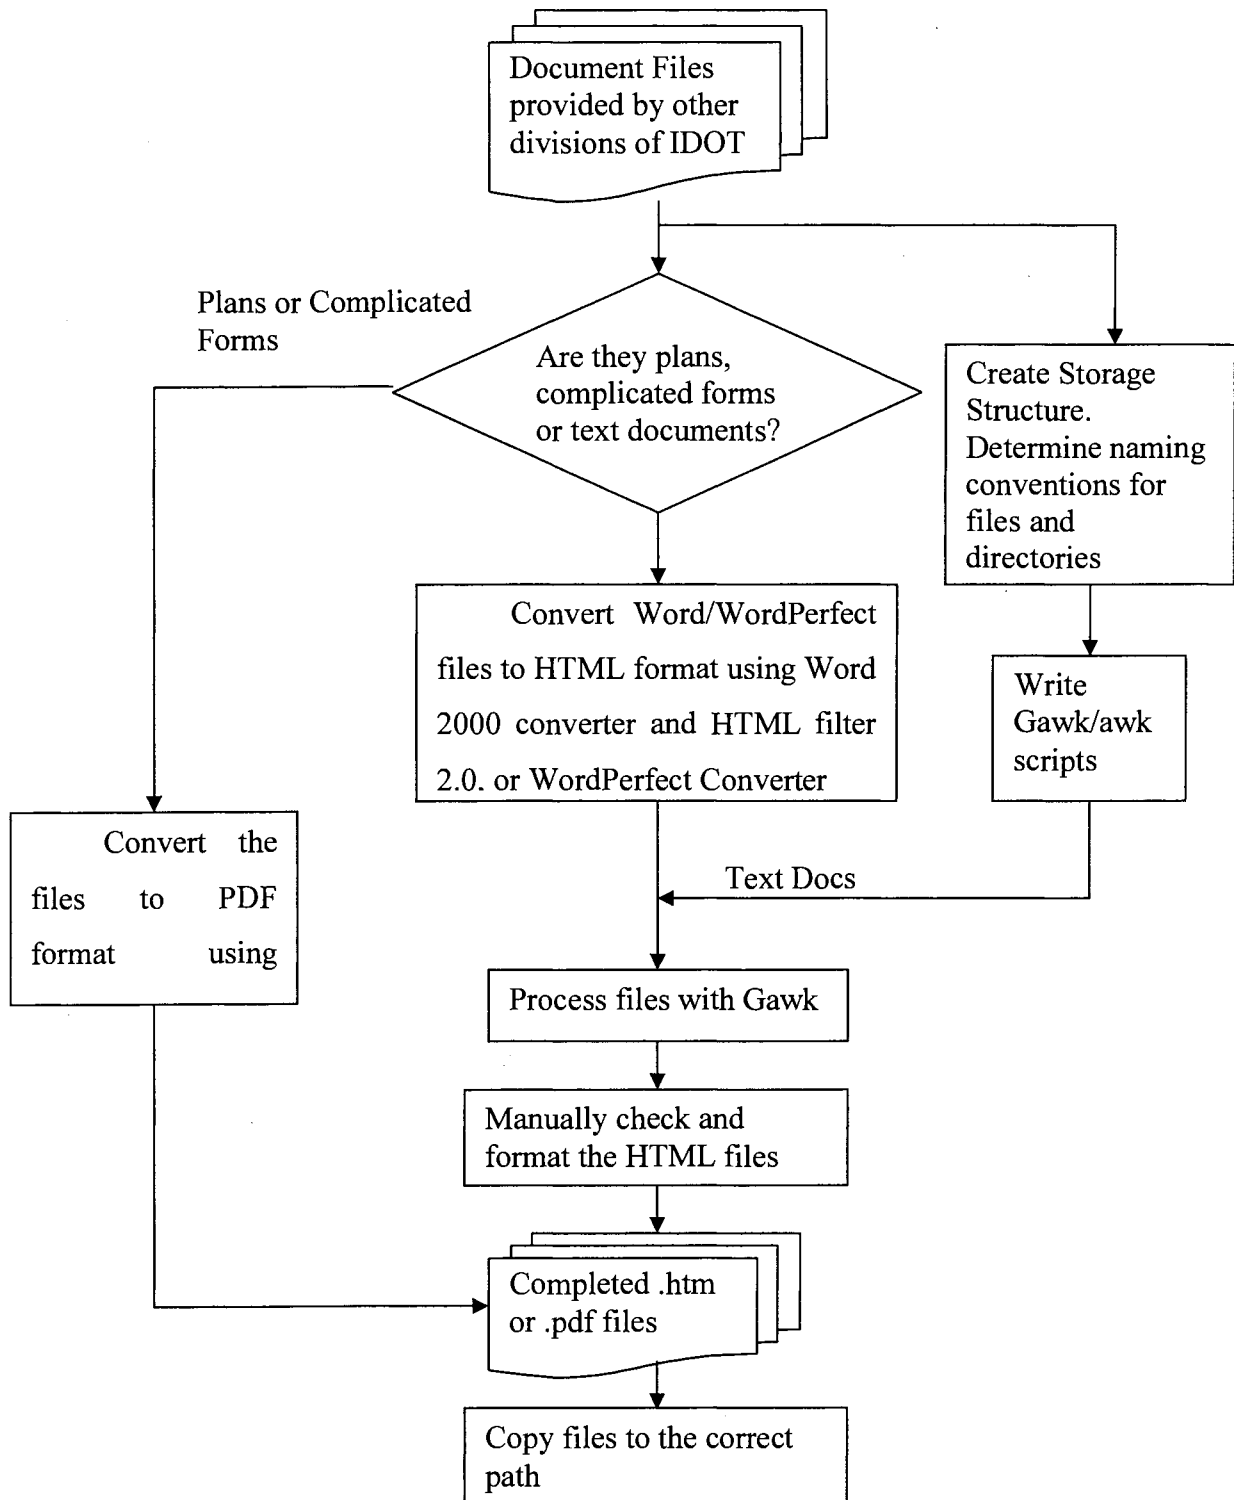 Document Files
provided by other
divisions of IDOT
Plans or Complicated
Forms
Are they plans,
complicated forms
or text documents?
Create Storage
Structure.
Determine naming
conventions for
files and
directories
Convert Word/WordPerfect
files to HTML format using Word
2000 converter and HTML filter
2.0. or WordPerfect Converter
Write
Gawk/awk
scripts
Convert the
files to PDF
format using
Text Docs
Process files with Gawk
Manually check and
format the HTML files
Completed .htm
or .pdf files
Copy files to the correct
path